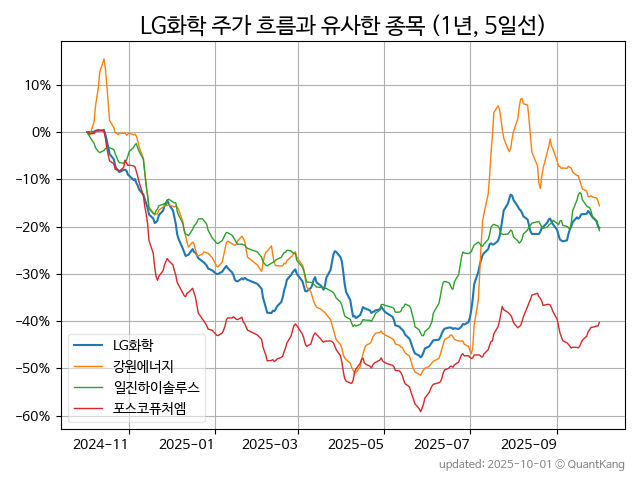 LG화학 주가 흐름과 유사한 종목 (1년, 5일선)
10%
0%
−10%
−20%
−30%
−40%
−50%
−60%
LG화학
강원에너지
일진하이솔루스
포스코퓨처엠
2024-11 2025-01 2025-03 2025-05 2025-07 2025-09
updated: 2025-10-01 © QuantKang